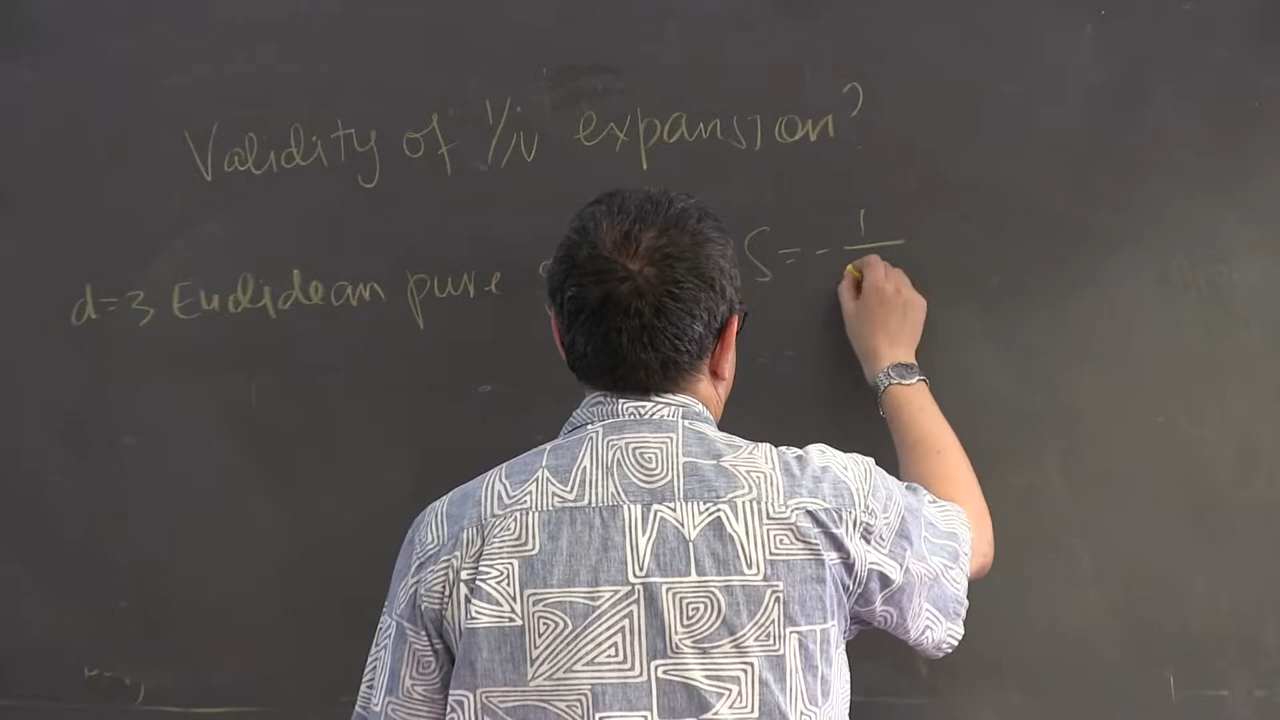 Validity of 1/N expansion?
d=3 Euclidean pure S = - 1